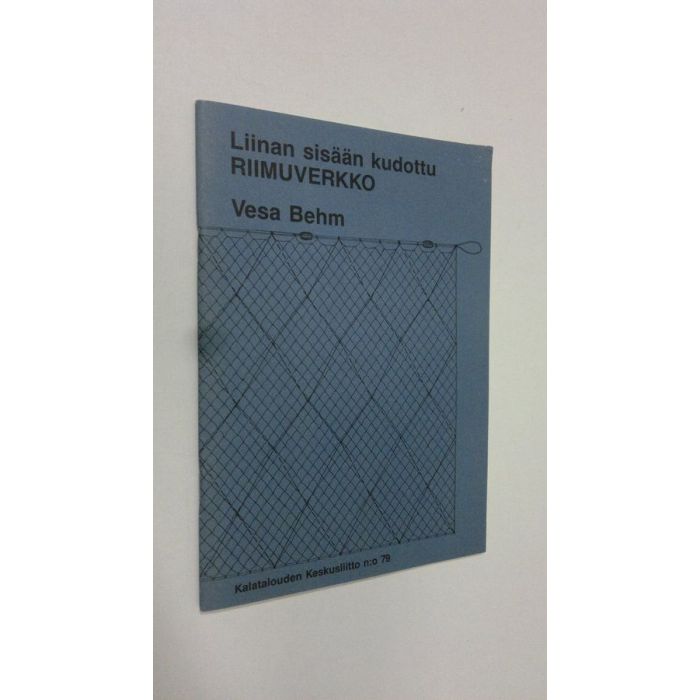 Liinan sisään kudottu
RIIMUVERKKO
Vesa Behm
Kalatalouden Keskusliitto n:o 79